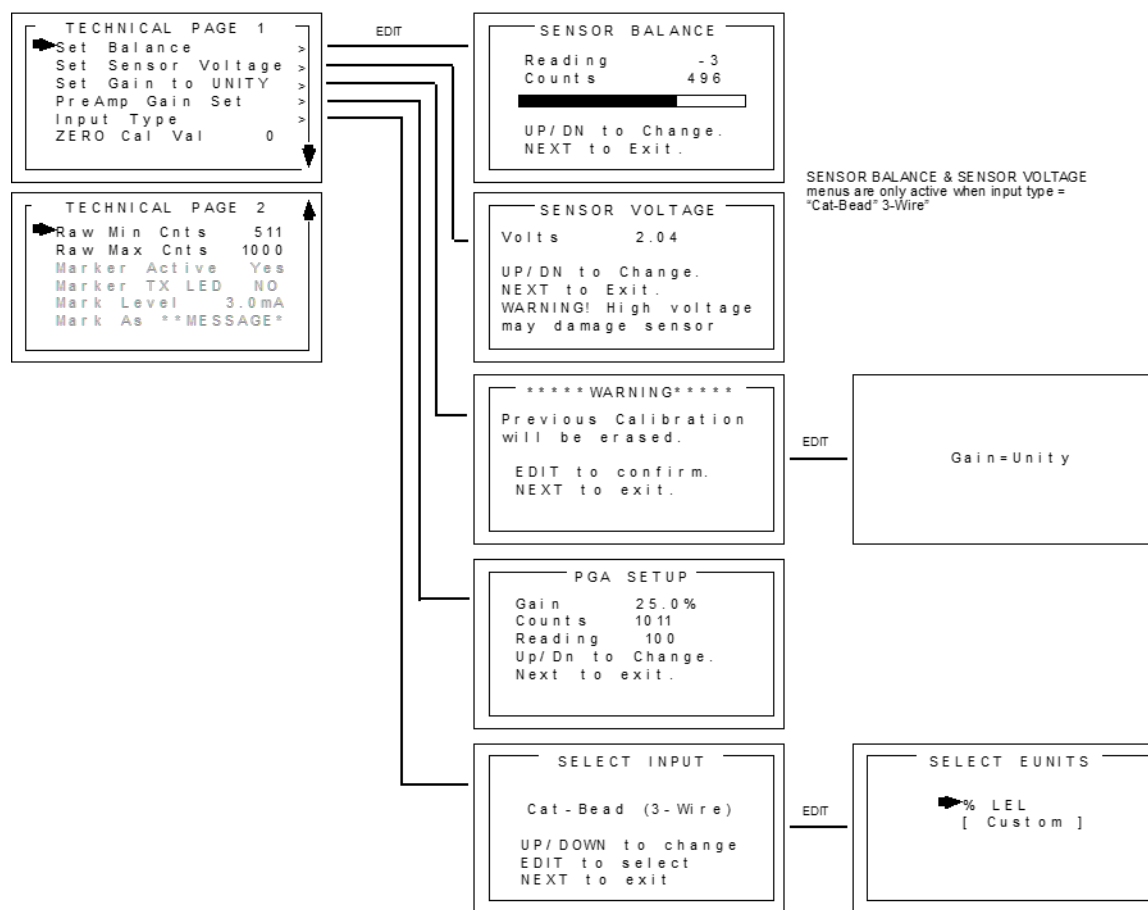 TECHNICAL PAGE 1
Set Balance >
Set Sensor Voltage >
Set Gain to UNITY >
PreAmp Gain Set >
Input Type >
ZERO Cal Val 0
TECHNICAL PAGE 2
Raw Min Cnts 511
Raw Max Cnts 1000
Marker Active Yes
Marker TX LED NO
Mark Level 3.0mA
Mark As **MESSAGE*
EDIT
SENSOR BALANCE
Reading -3
Counts 496
UP/DN to Change.
NEXT to Exit.
SENSOR BALANCE & SENSOR VOLTAGE
menus are only active when input type =
“Cat-Bead” 3-Wire”
SENSOR VOLTAGE
Volts 2.04
UP/DN to Change.
NEXT to Exit.
WARNING! High voltage
may damage sensor
*****WARNING*****
Previous Calibration
will be erased.
EDIT to confirm.
NEXT to exit.
EDIT
Gain=Unity
PGA SETUP
Gain 25.0%
Counts 1011
Reading 100
Up/Dn to Change.
Next to exit.
SELECT INPUT
Cat-Bead (3-Wire)
UP/DOWN to change
EDIT to select
NEXT to exit
EDIT
SELECT EUNITS
% LEL
[ Custom ]